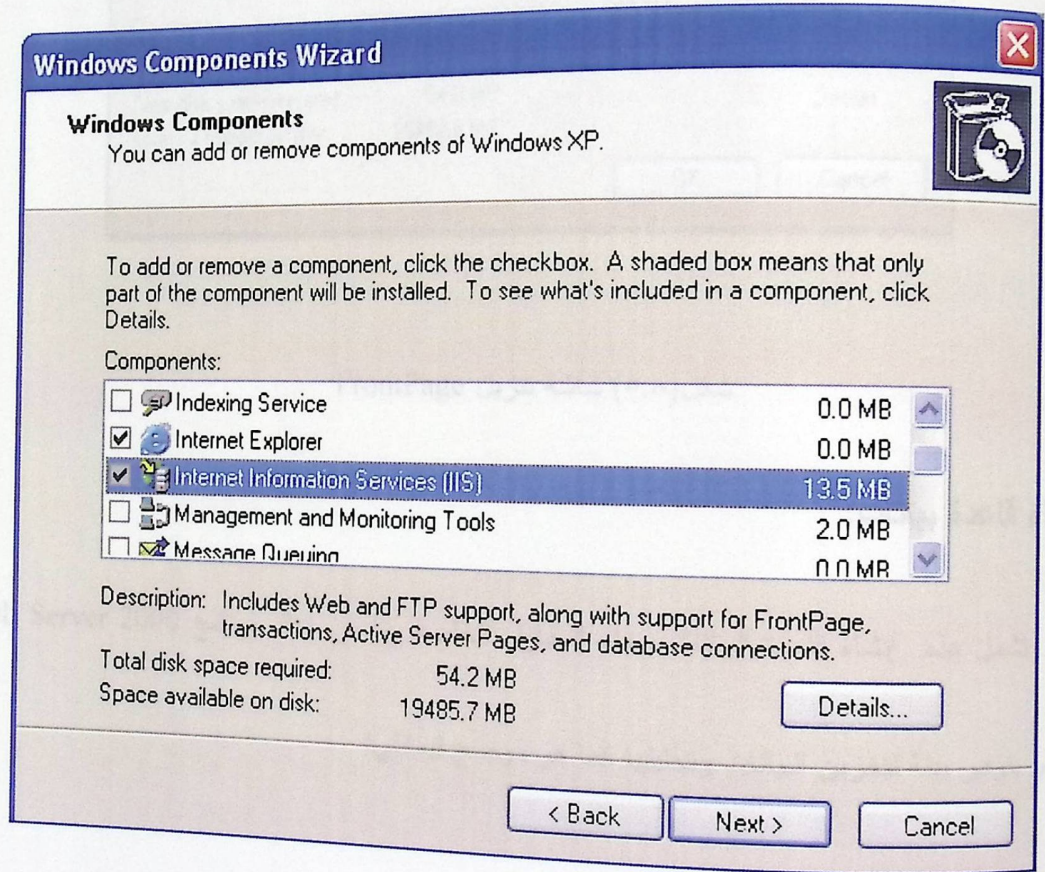 Windows Components Wizard
Windows Components
You can add or remove components of Windows XP.
To add or remove a component, click the checkbox. A shaded box means that only
part of the component will be installed. To see what's included in a component, click
Details.
Components:
Indexing Service 0.0 MB
Internet Explorer 0.0 MB
Internet Information Services (IIS) 13.5 MB
Management and Monitoring Tools 2.0 MB
Message Queuing 0.0 MB
Description: Includes Web and FTP support, along with support for FrontPage,
transactions, Active Server Pages, and database connections.
Total disk space required: 54.2 MB
Space available on disk: 19485.7 MB
Details...
< Back Next > Cancel